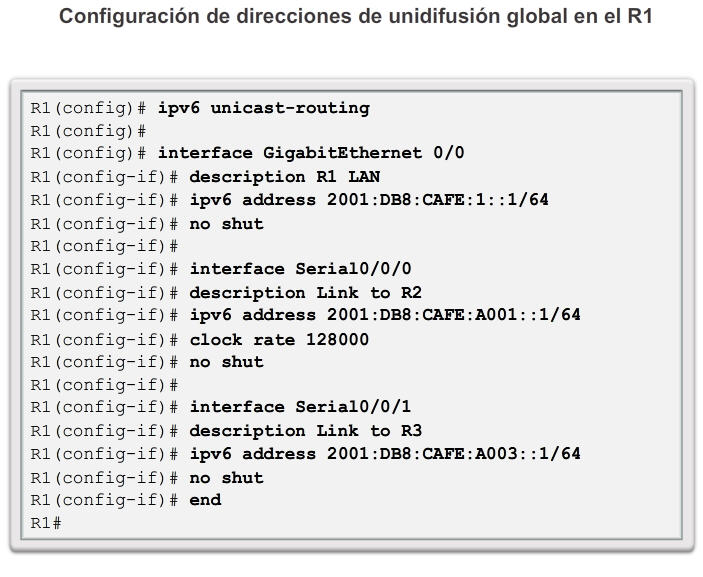 Configuración de direcciones de unidifusión global en el R1
R1(config)# ipv6 unicast-routing
R1(config)#
R1(config)# interface GigabitEthernet 0/0
R1(config-if)# description R1 LAN
R1(config-if)# ipv6 address 2001:DB8:CAFE:1::1/64
R1(config-if)# no shut
R1(config-if)#
R1(config-if)# interface Serial0/0/0
R1(config-if)# description Link to R2
R1(config-if)# ipv6 address 2001:DB8:CAFE:A001::1/64
R1(config-if)# clock rate 128000
R1(config-if)# no shut
R1(config-if)#
R1(config-if)# interface Serial0/0/1
R1(config-if)# description Link to R3
R1(config-if)# ipv6 address 2001:DB8:CAFE:A003::1/64
R1(config-if)# no shut
R1(config-if)# end
R1#